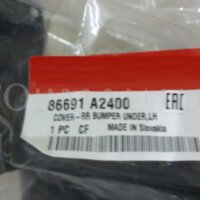 86691 A2400 EAC
COVER-RR BUMPER UNDER,LH
1 PC CF MADE IN Slovakia